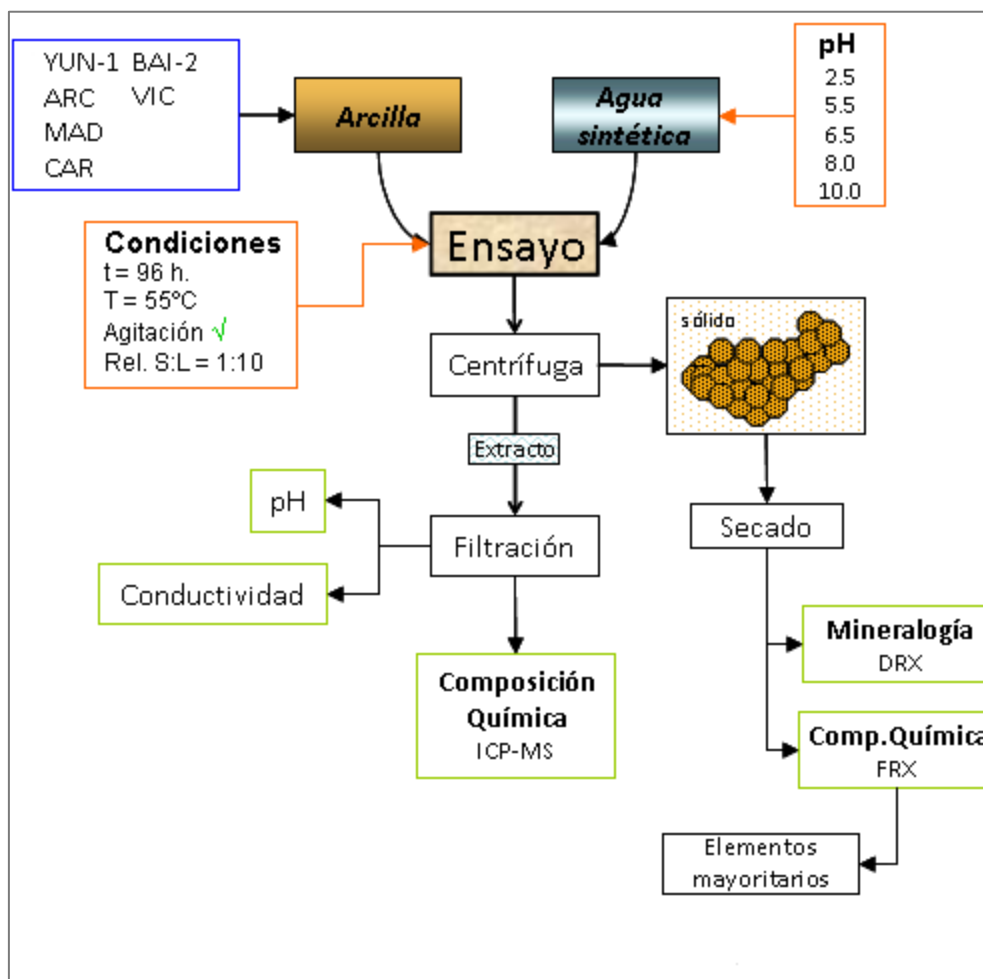 YUN-1 BAI-2
ARC VIC
MAD
CAR
Arcilla
Agua
sintética
pH
2.5
5.5
6.5
8.0
10.0
Condiciones
t = 96 h.
T = 55ºC
Agitación √
Rel. S:L = 1:10
Ensayo
Centrífuga
sólido
Extracto
pH
Filtración
Secado
Conductividad
Mineralogía
DRX
Composición
Química
ICP-MS
Comp.Química
FRX
Elementos
mayoritarios